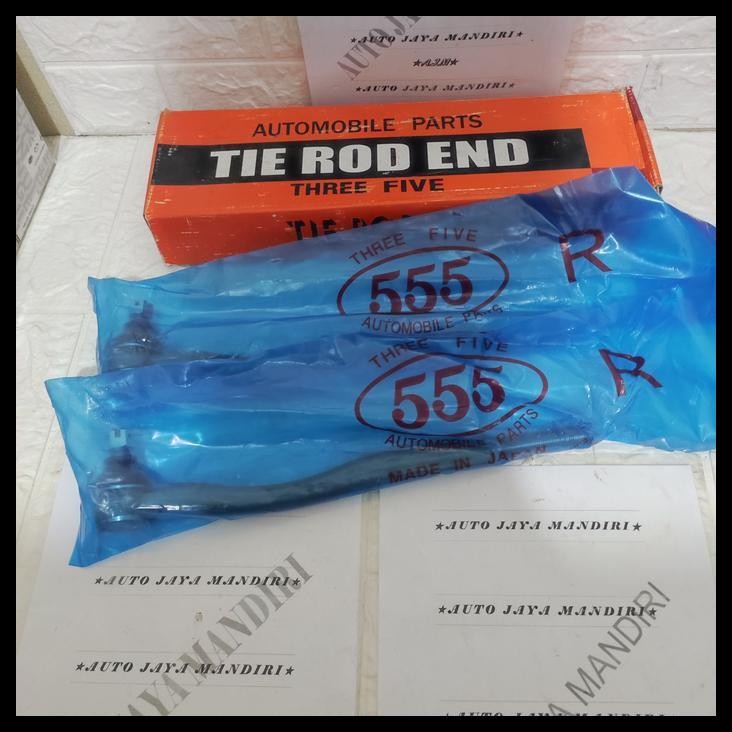 ★AUTO JAYA MANDIRI★
★AUTO JAYA MANDIRI★
AUTOMOBILE PARTS
TIE ROD END
THREE FIVE
THREE FIVE
555
AUTOMOBILE PARTS
R
THREE FIVE
555
AUTOMOBILE PARTS
MADE IN JAPAN
R
★AUTO JAYA MANDIRI★
★AUTO JAYA MANDIRI★
JAYA MANDIRI
★AUTO JAYA MANDIRI★
★AUTO JAYA MANDIRI★
MANDIRI
★AUTO JAYA MANDIRI★